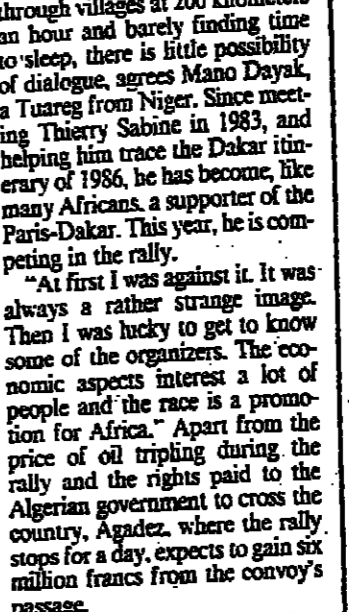 through villages at 200 kilometers
an hour and barely finding time
to sleep, there is little possibility
of dialogue, agrees Mano Dayak,
a Tuareg from Niger. Since meet-
ing Thierry Sabine in 1983, and
helping him trace the Dakar itin-
erary of 1986, he has become, like
many Africans, a supporter of the
Paris-Dakar. This year, he is com-
peting in the rally.
"At first I was against it. It was
always a rather strange image.
Then I was lucky to get to know
some of the organizers. The eco-
nomic aspects interest a lot of
people and the race is a promo-
tion for Africa." Apart from the
price of oil tripling during the
rally and the rights paid to the
Algerian government to cross the
country, Agadez, where the rally
stops for a day, expects to gain six
million francs from the convoy's
passage.